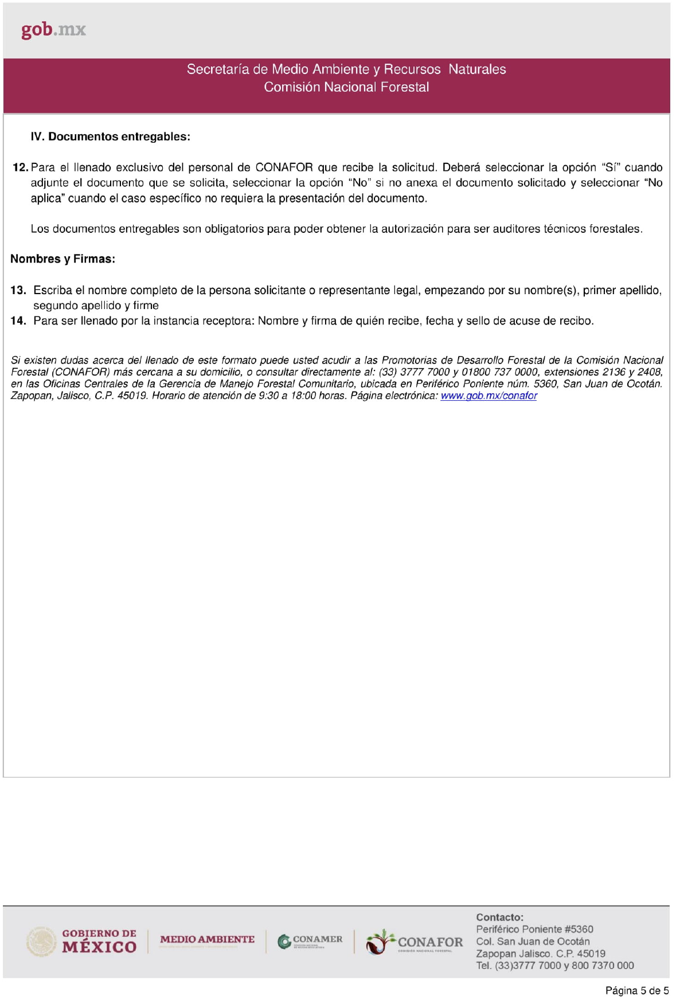 gob.mx
Secretaría de Medio Ambiente y Recursos Naturales
Comisión Nacional Forestal
IV. Documentos entregables:
12. Para el llenado exclusivo del personal de CONAFOR que recibe la solicitud. Deberá seleccionar la opción “Sí” cuando
adjunte el documento que se solicita, seleccionar la opción “No” si no anexa el documento solicitado y seleccionar “No
aplica” cuando el caso específico no requiera la presentación del documento.
Los documentos entregables son obligatorios para poder obtener la autorización para ser auditores técnicos forestales.
Nombres y Firmas:
13. Escriba el nombre completo de la persona solicitante o representante legal, empezando por su nombre(s), primer apellido,
segundo apellido y firme
14. Para ser llenado por la instancia receptora: Nombre y firma de quién recibe, fecha y sello de acuse de recibo.
Si existen dudas acerca del llenado de este formato puede usted acudir a las Promotorias de Desarrollo Forestal de la Comisión Nacional
Forestal (CONAFOR) más cercana a su domicilio, o consultar directamente al: (33) 3777 7000 y 01800 737 0000, extensiones 2136 y 2408,
en las Oficinas Centrales de la Gerencia de Manejo Forestal Comunitario, ubicada en Periférico Poniente núm. 5360, San Juan de Ocotán.
Zapopan, Jalisco, C.P. 45019. Horario de atención de 9:30 a 18:00 horas. Página electrónica: www.gob.mx/conafor
GOBIERNO DE
MÉXICO
MEDIO AMBIENTE
CONAMER
CONAFOR
COMISIÓN NACIONAL FORESTAL
Contacto:
Periférico Poniente #5360
Col. San Juan de Ocotán
Zapopan Jalisco. C.P. 45019
Tel. (33)3777 7000 y 800 7370 000
Página 5 de 5